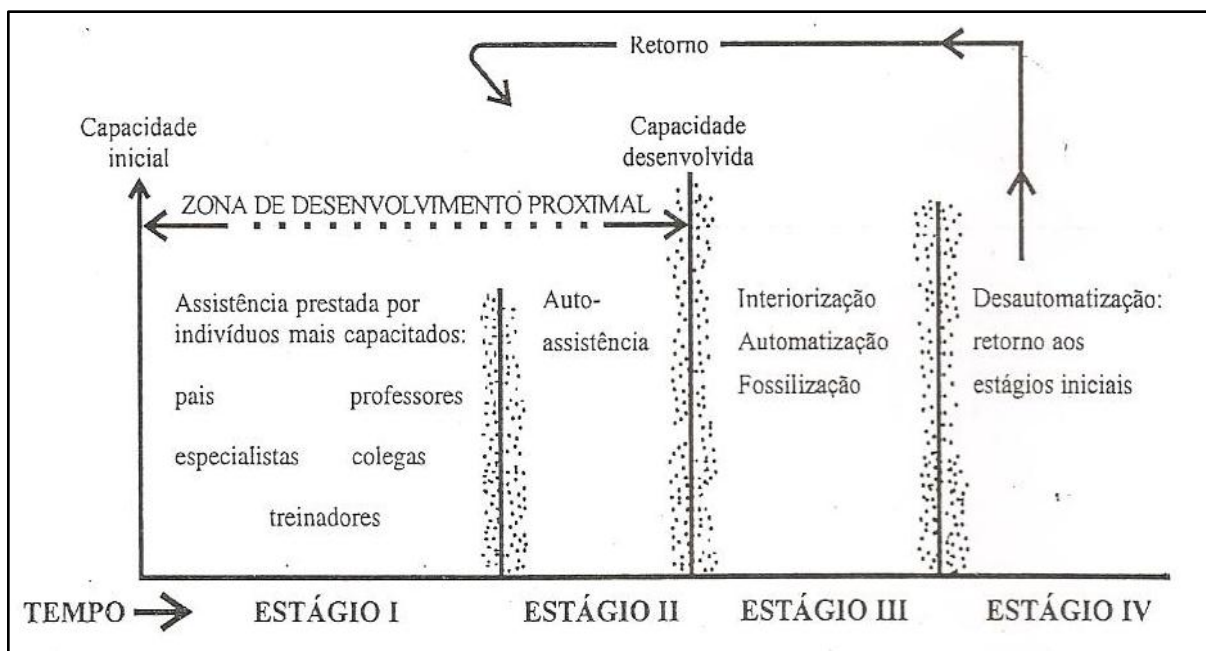 Retorno
Capacidade
inicial
Capacidade
desenvolvida
ZONA DE DESENVOLVIMENTO PROXIMAL
Assistência prestada por
indivíduos mais capacitados:
pais professores
especialistas colegas
treinadores
Auto-
assistência
Interiorização
Automatização
Fossilização
Desautomatização:
retorno aos
estágios iniciais
TEMPO
ESTÁGIO I
ESTÁGIO II
ESTÁGIO III
ESTÁGIO IV